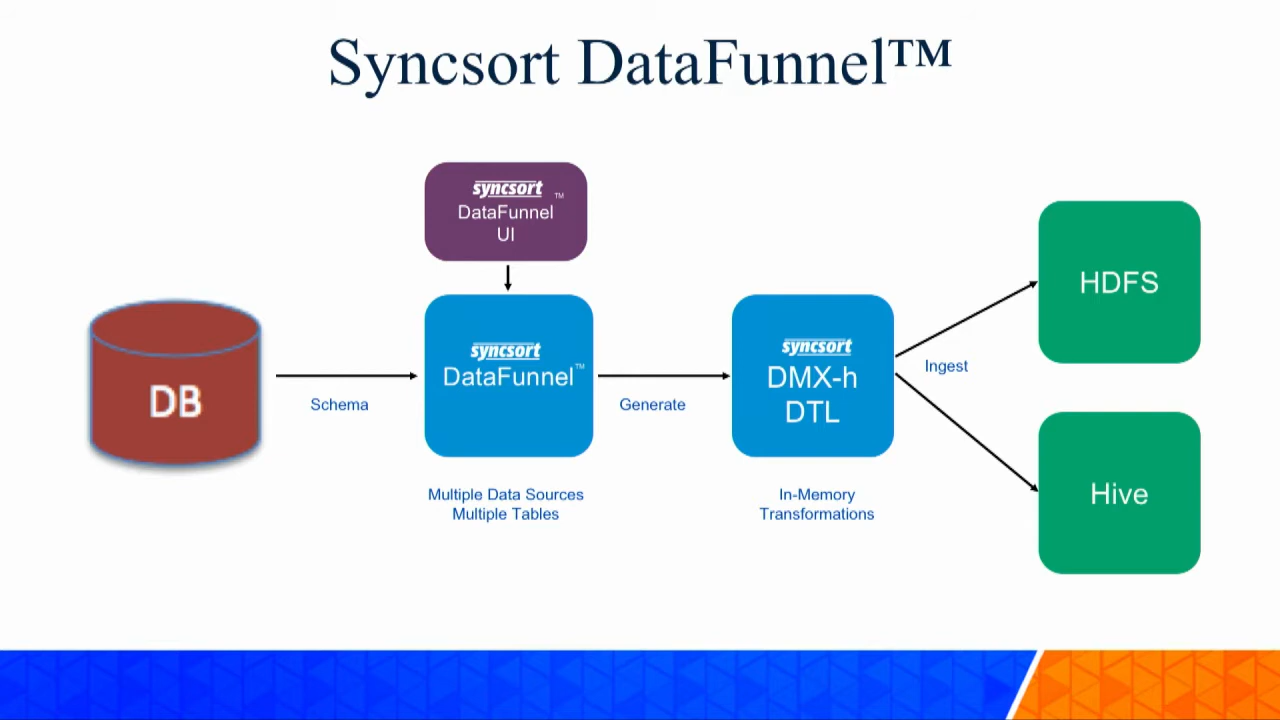 Syncsort DataFunnel™
syncsort
DataFunnel™
UI
DB
Schema
syncsort
DataFunnel™
Multiple Data Sources
Multiple Tables
Generate
syncsort
DMX-h
DTL
In-Memory
Transformations
Ingest
HDFS
Hive